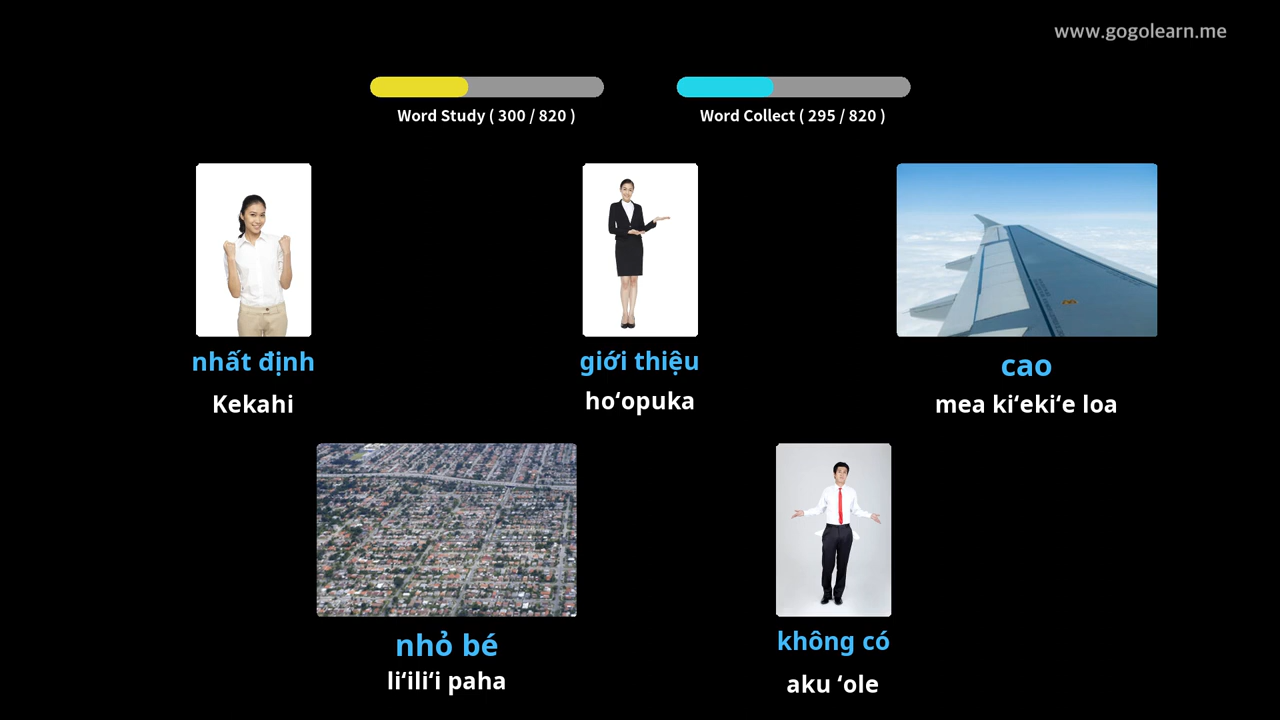 www.gogolearn.me
Word Study ( 300 / 820 )
Word Collect ( 295 / 820 )
nhất định
Kekahi
giới thiệu
hoʻopuka
cao
mea kiʻekiʻe loa
nhỏ bé
liʻiliʻi paha
không có
aku ʻole